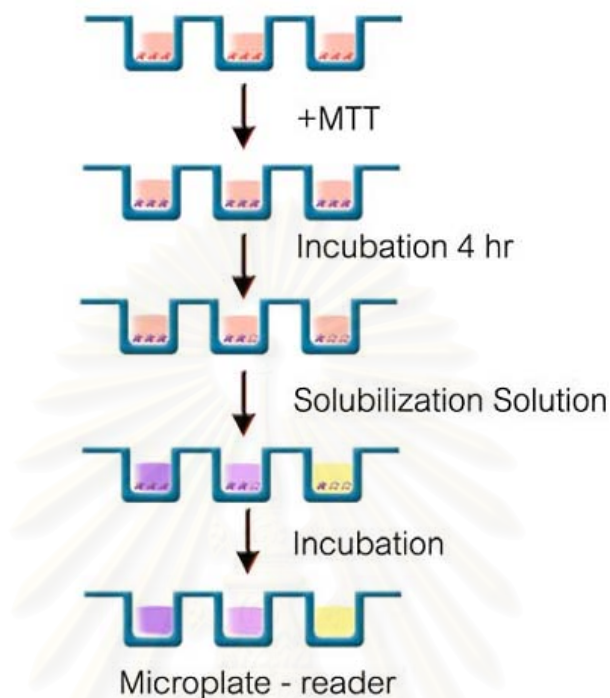 +MTT
Incubation 4 hr
Solubilization Solution
Incubation
Microplate - reader